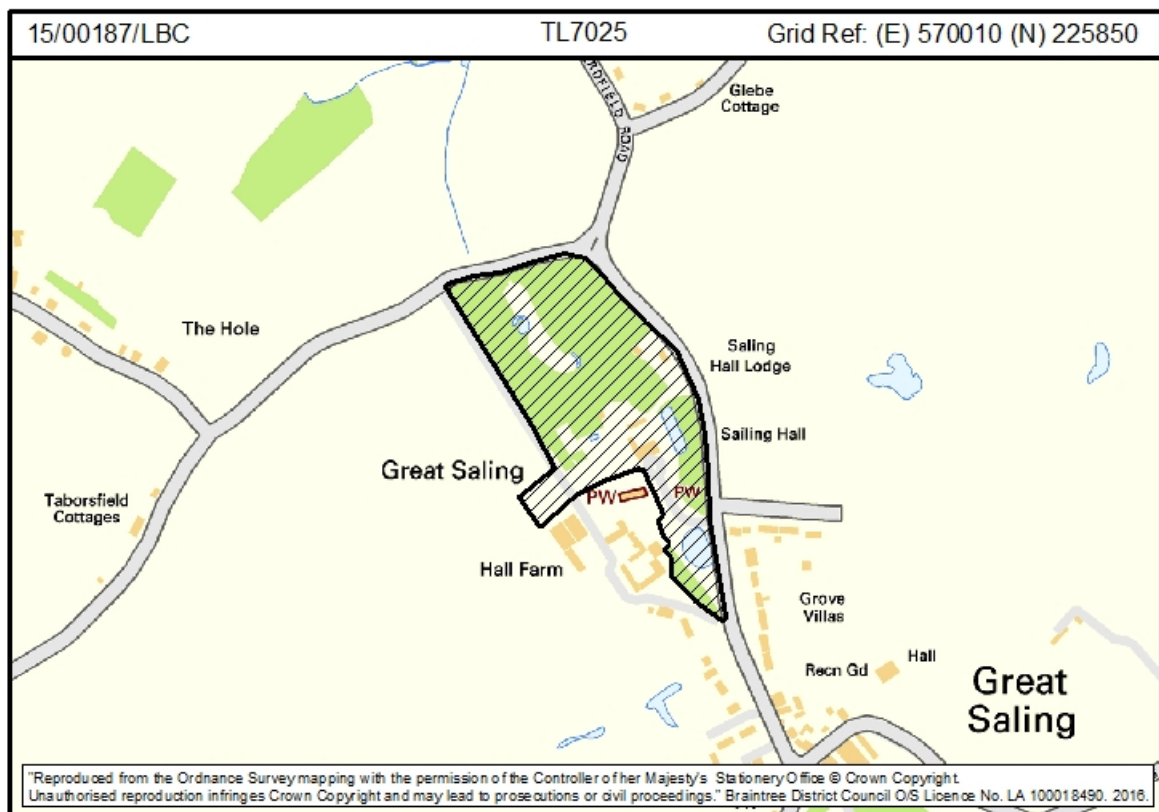 15/00187/LBC
TL7025
Grid Ref: (E) 570010 (N) 225850
Glebe
Cottage
ROAD
The Hole
Saling
Hall Lodge
Sailing Hall
Great Saling
PW
PW
Taborsfield
Cottages
Hall Farm
Grove
Villas
Recn Gd
Hall
Great
Saling
"Reproduced from the Ordnance Survey mapping with the permission of the Controller of her Majesty's Stationery Office © Crown Copyright.
Unauthorised reproduction infringes Crown Copyright and may lead to prosecutions or civil proceedings." Braintree District Council O/S Licence No. LA 100018490. 2016.